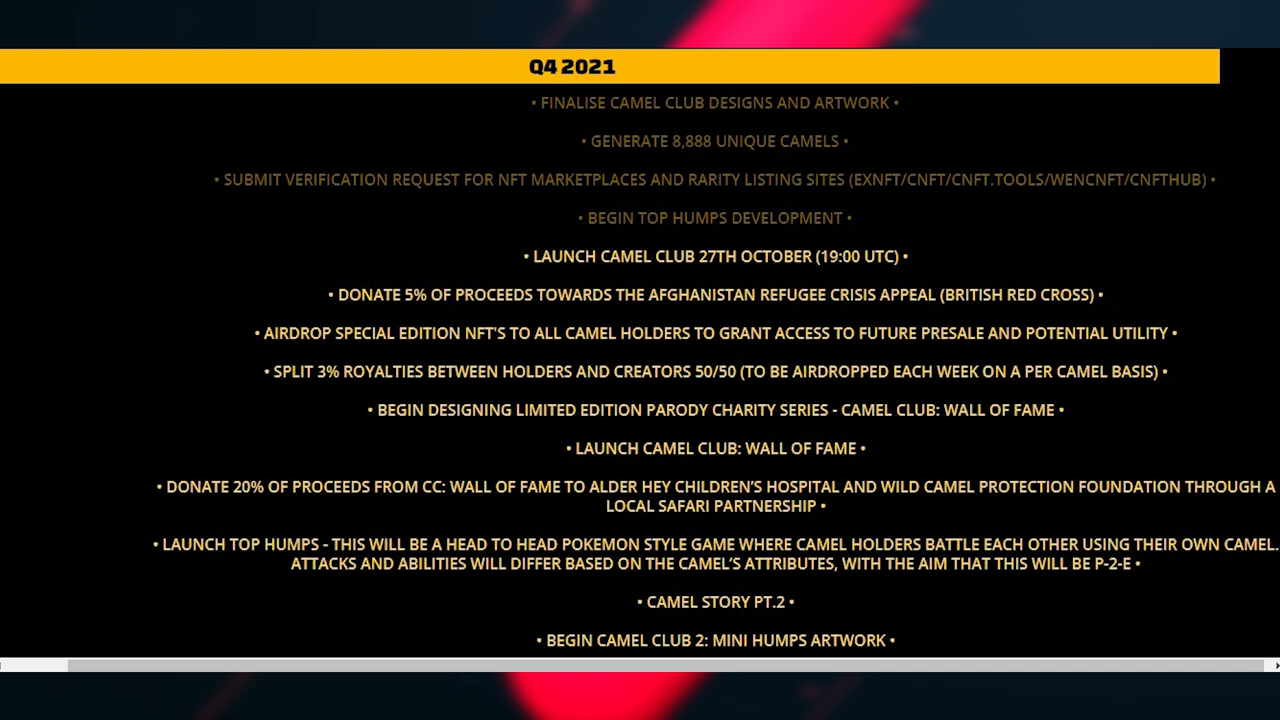 Q4 2021
• FINALISE CAMEL CLUB DESIGNS AND ARTWORK •
• GENERATE 8,888 UNIQUE CAMELS •
• SUBMIT VERIFICATION REQUEST FOR NFT MARKETPLACES AND RARITY LISTING SITES (EXNFT/CNFT/CNFT.TOOLS/WENCNFT/CNFTHUB) •
• BEGIN TOP HUMPS DEVELOPMENT •
• LAUNCH CAMEL CLUB 27TH OCTOBER (19:00 UTC) •
• DONATE 5% OF PROCEEDS TOWARDS THE AFGHANISTAN REFUGEE CRISIS APPEAL (BRITISH RED CROSS) •
• AIRDROP SPECIAL EDITION NFT'S TO ALL CAMEL HOLDERS TO GRANT ACCESS TO FUTURE PRESALE AND POTENTIAL UTILITY •
• SPLIT 3% ROYALTIES BETWEEN HOLDERS AND CREATORS 50/50 (TO BE AIRDROPPED EACH WEEK ON A PER CAMEL BASIS) •
• BEGIN DESIGNING LIMITED EDITION PARODY CHARITY SERIES - CAMEL CLUB: WALL OF FAME •
• LAUNCH CAMEL CLUB: WALL OF FAME •
• DONATE 20% OF PROCEEDS FROM CC: WALL OF FAME TO ALDER HEY CHILDREN’S HOSPITAL AND WILD CAMEL PROTECTION FOUNDATION THROUGH A
LOCAL SAFARI PARTNERSHIP •
• LAUNCH TOP HUMPS - THIS WILL BE A HEAD TO HEAD POKEMON STYLE GAME WHERE CAMEL HOLDERS BATTLE EACH OTHER USING THEIR OWN CAMEL.
ATTACKS AND ABILITIES WILL DIFFER BASED ON THE CAMEL’S ATTRIBUTES, WITH THE AIM THAT THIS WILL BE P-2-E •
• CAMEL STORY PT.2 •
• BEGIN CAMEL CLUB 2: MINI HUMPS ARTWORK •